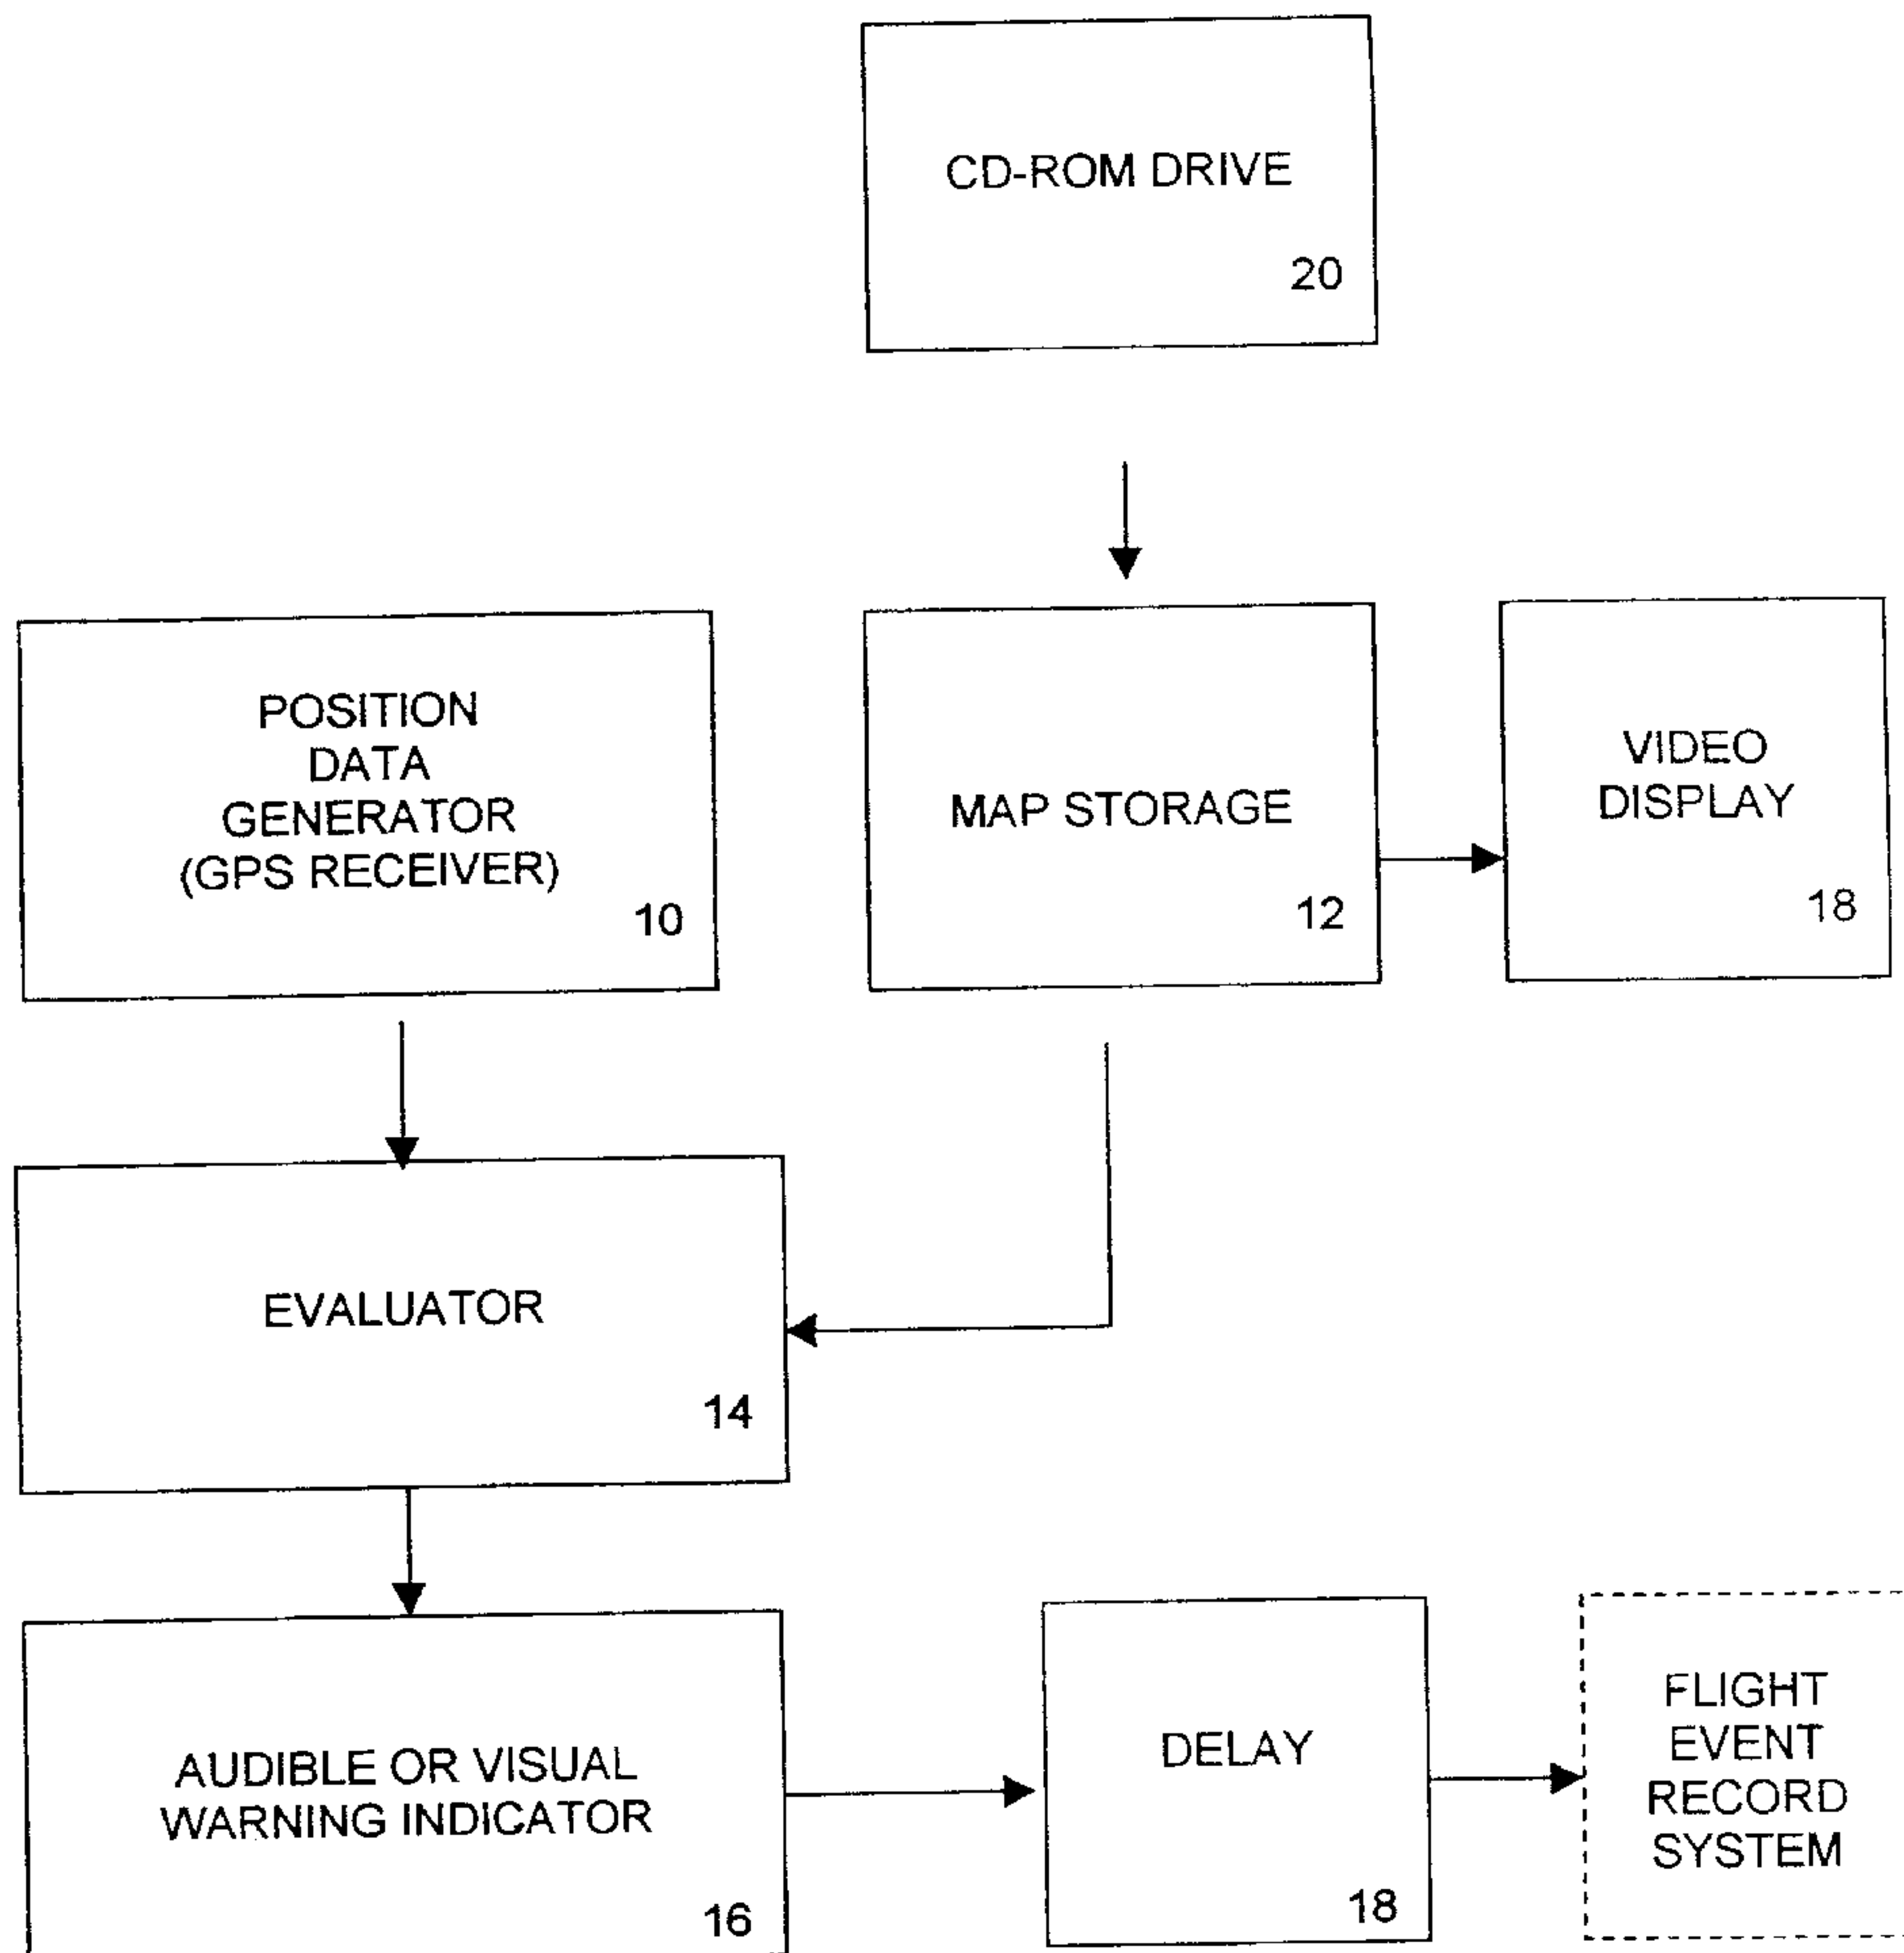 CD-ROM DRIVE
20
POSITION
DATA
GENERATOR
(GPS RECEIVER)
10
MAP STORAGE
12
VIDEO
DISPLAY
18
EVALUATOR
14
AUDIBLE OR VISUAL
WARNING INDICATOR
16
DELAY
18
FLIGHT
EVENT
RECORD
SYSTEM